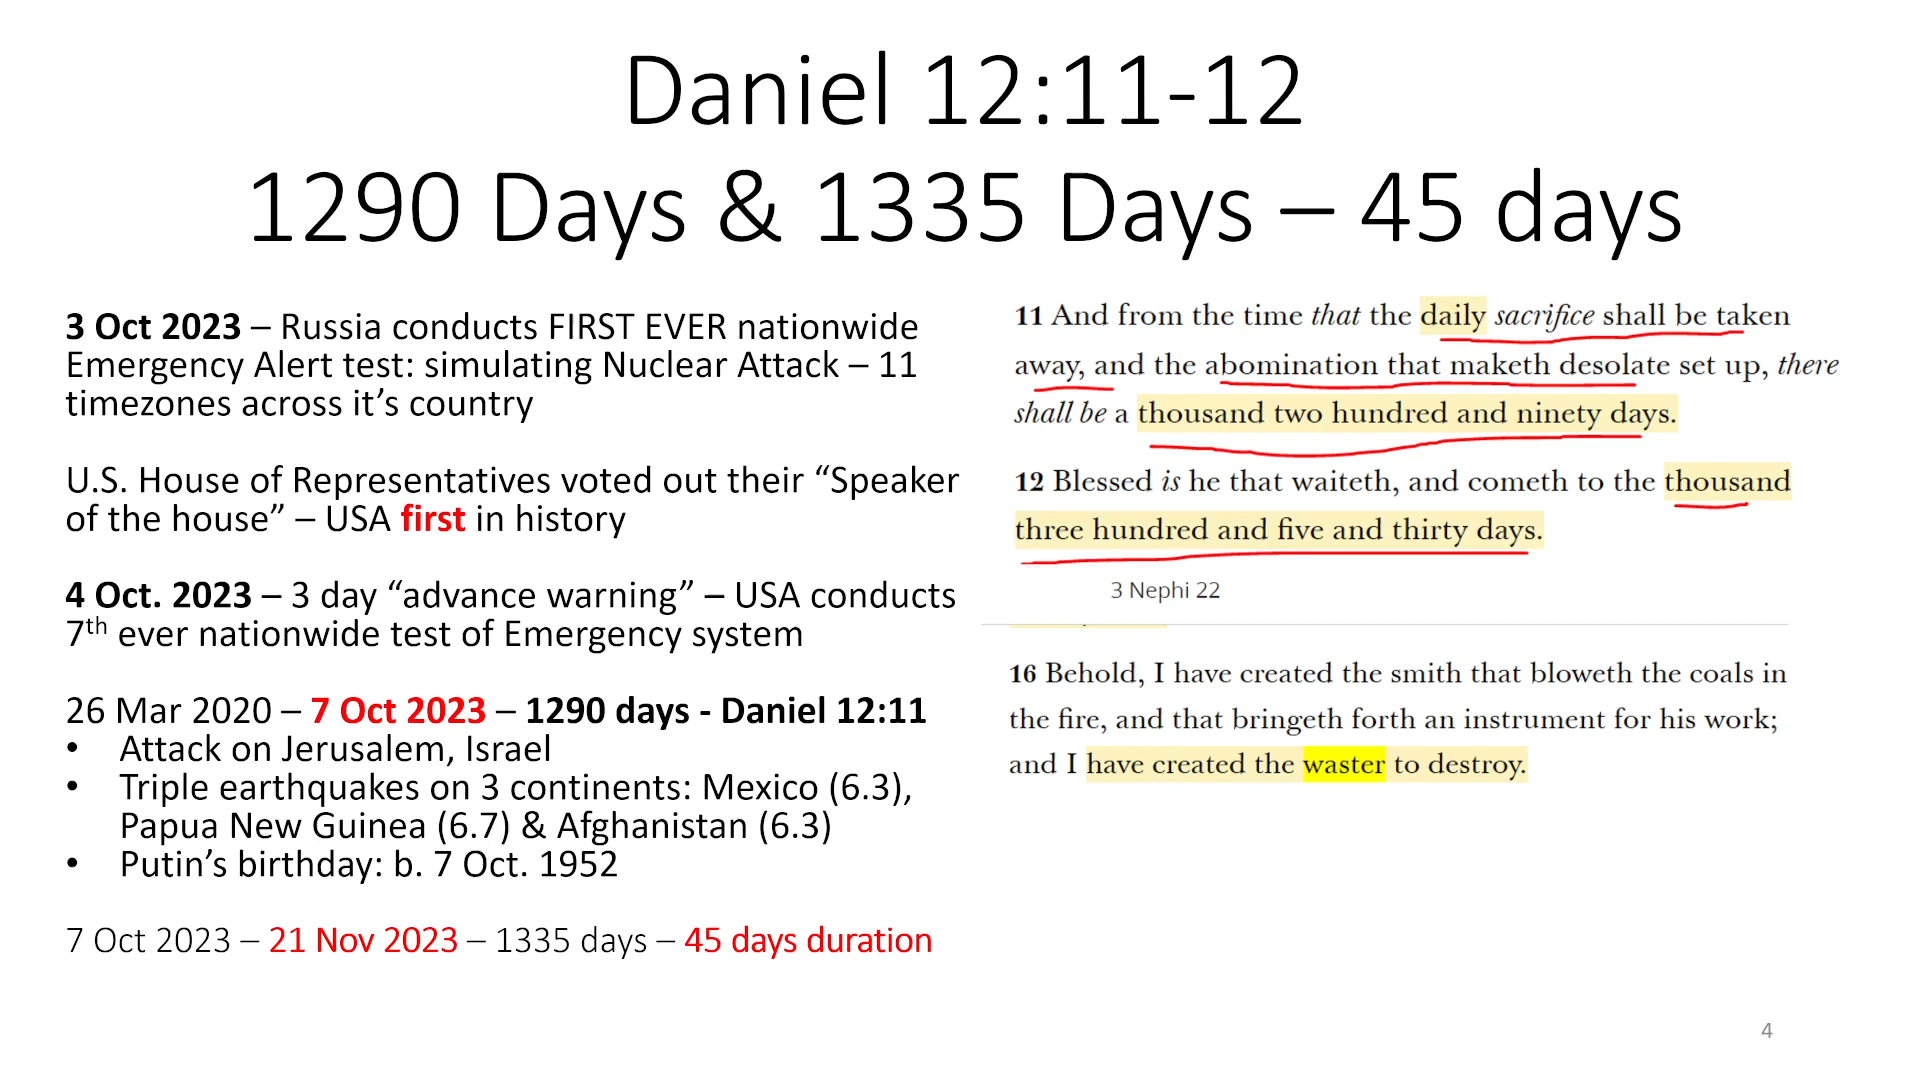 Daniel 12:11-12
1290 Days & 1335 Days – 45 days
3 Oct 2023 – Russia conducts FIRST EVER nationwide
Emergency Alert test: simulating Nuclear Attack – 11
timezones across it’s country
U.S. House of Representatives voted out their “Speaker
of the house” – USA first in history
4 Oct. 2023 – 3 day “advance warning” – USA conducts
7th ever nationwide test of Emergency system
26 Mar 2020 – 7 Oct 2023 – 1290 days - Daniel 12:11
• Attack on Jerusalem, Israel
• Triple earthquakes on 3 continents: Mexico (6.3),
Papua New Guinea (6.7) & Afghanistan (6.3)
• Putin’s birthday: b. 7 Oct. 1952
7 Oct 2023 – 21 Nov 2023 – 1335 days – 45 days duration
11 And from the time that the daily sacrifice shall be taken
away, and the abomination that maketh desolate set up, there
shall be a thousand two hundred and ninety days.
12 Blessed is he that waiteth, and cometh to the thousand
three hundred and five and thirty days.
3 Nephi 22
16 Behold, I have created the smith that bloweth the coals in
the fire, and that bringeth forth an instrument for his work;
and I have created the waster to destroy.
4